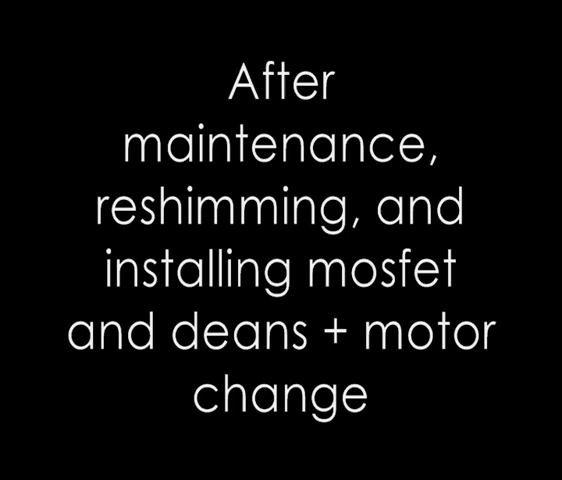 After
maintenance,
reshimming, and
installing mosfet
and deans + motor
change